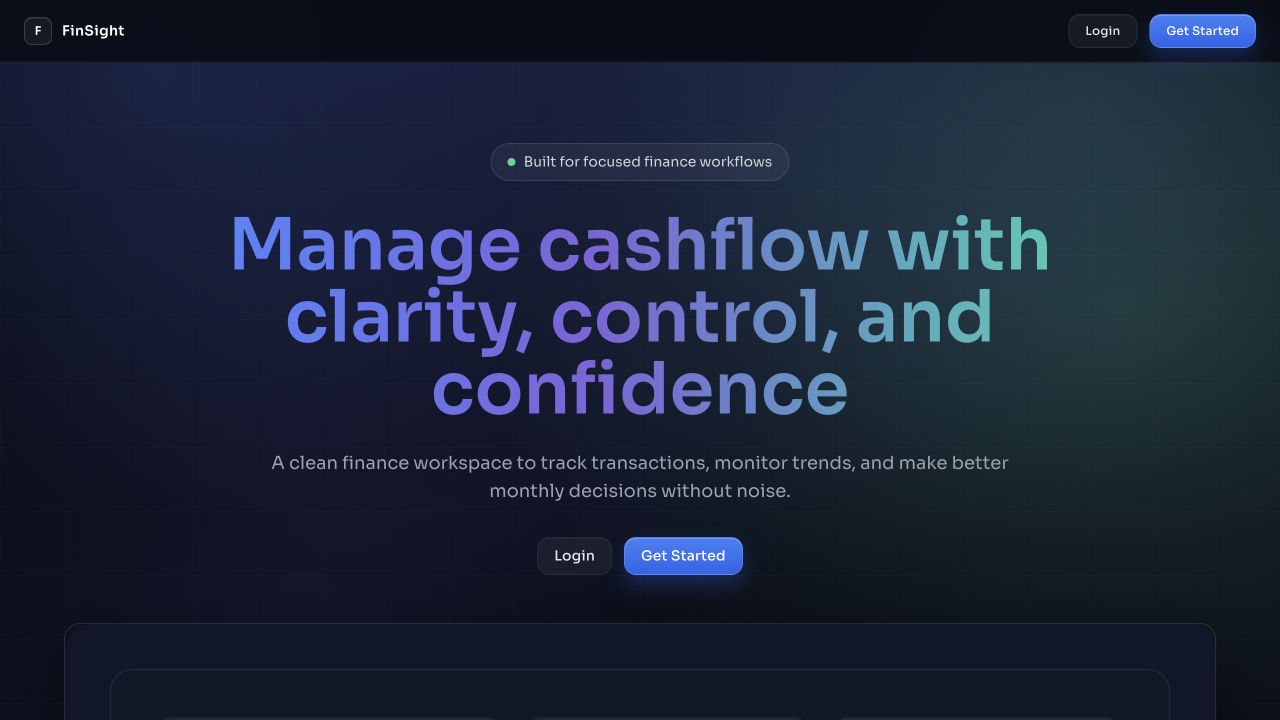 F FinSight
Login
Get Started
Built for focused finance workflows
Manage cashflow with
clarity, control, and
confidence
A clean finance workspace to track transactions, monitor trends, and make better
monthly decisions without noise.
Login
Get Started